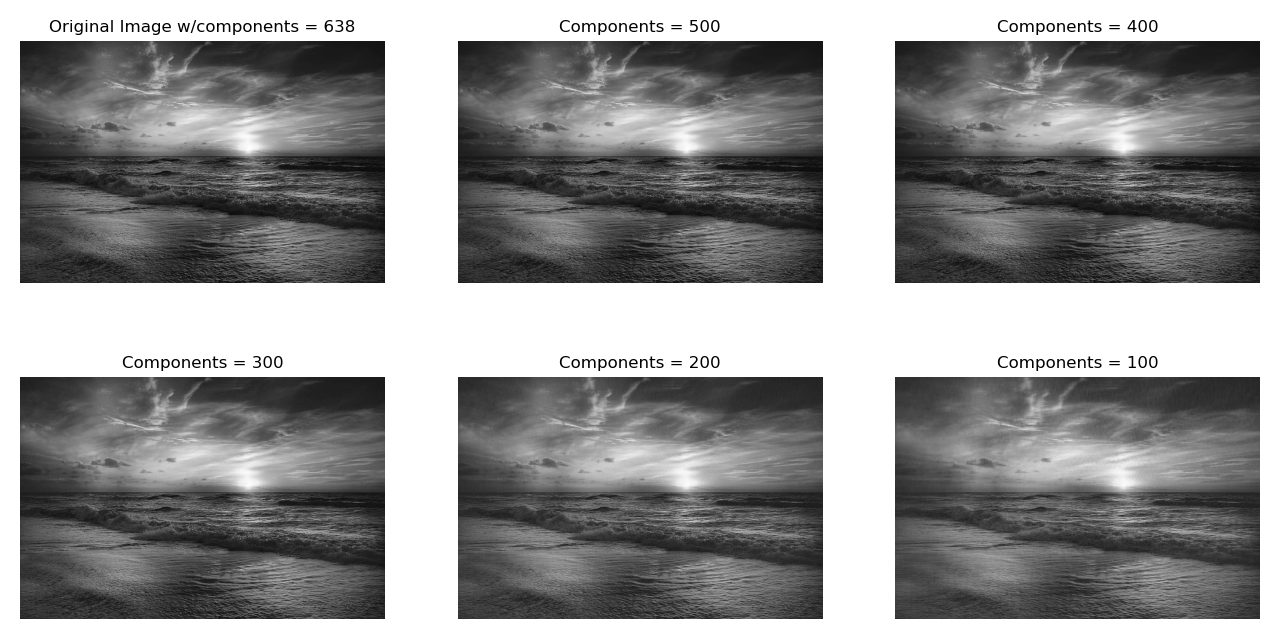 Original Image w/components = 638
Components = 500
Components = 400
Components = 300
Components = 200
Components = 100